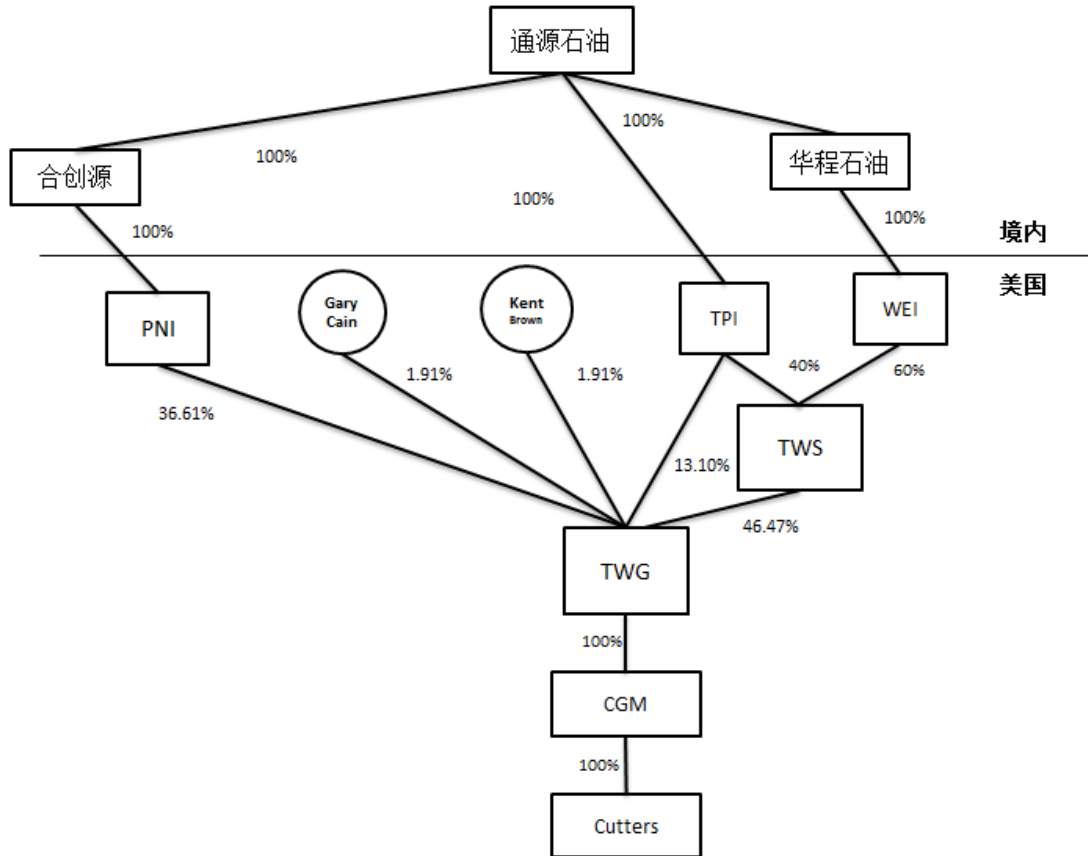 通源石油
100%
100%
合创源
华程石油
100%
100%
100%
境内
美国
PNI
Gary
Cain
Kent
Brown
TPI
WEI
36.61%
1.91%
1.91%
40%
60%
TWS
13.10%
46.47%
TWG
100%
CGM
100%
Cutters